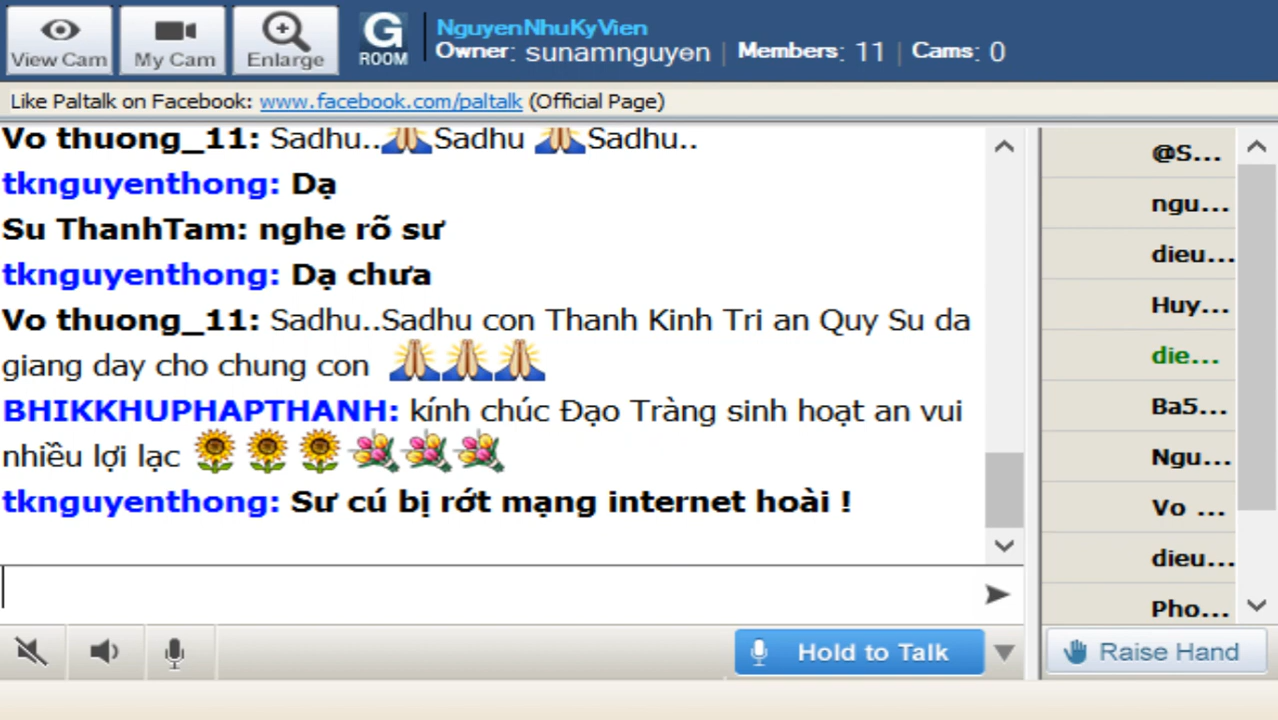 View Cam
My Cam
Enlarge
G
ROOM
NguyenNhuKyVien
Owner: sunamnguyen | Members: 11 | Cams: 0
Like Paltalk on Facebook: www.facebook.com/paltalk (Official Page)
Vo thuong_11: Sadhu..🙏Sadhu 🙏Sadhu..
tknguyenthong: Dạ
Su ThanhTam: nghe rõ sư
tknguyenthong: Dạ chưa
Vo thuong_11: Sadhu..Sadhu con Thanh Kinh Tri an Quy Su da
giang day cho chung con 🙏🙏🙏
BHIKKHUPHAPTHANH: kính chúc Đạo Tràng sinh hoạt an vui
nhiều lợi lạc 🌻🌻🌻💐💐💐
tknguyenthong: Sư cú bị rớt mạng internet hoài !
@S...
ngu...
dieu...
Huy...
die...
Ba5...
Ngu...
Vo ...
dieu...
Pho...
Hold to Talk
Raise Hand